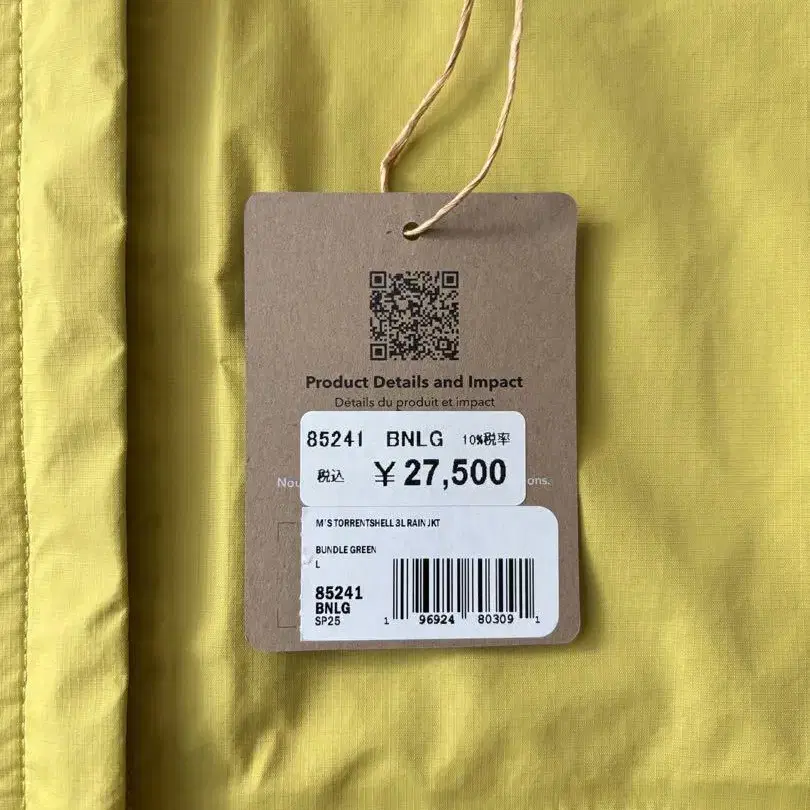 Product Details and Impact
Détails du produit et impact
85241 BNLG 10%税率
税込 ¥27,500
M'S TORRENTSHELL 3L RAIN JKT
BUNDLE GREEN
L
85241
BNLG
SP25
1 96924 80309 1